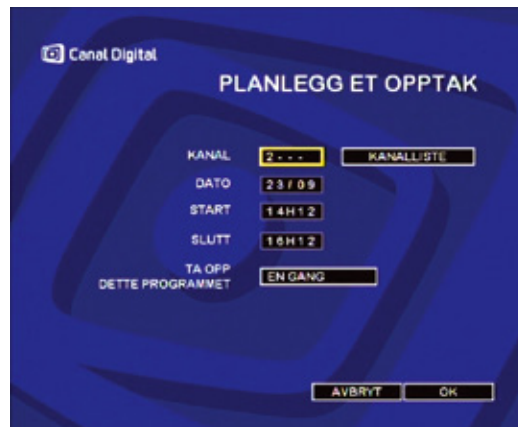 Canal Digital
PLANLEGG ET OPPTAK
KANAL 2--- KANALLISTE
DATO 23/09
START 14H12
SLUTT 16H12
TA OPP
DETTE PROGRAMMET EN GANG
AVBRYT OK